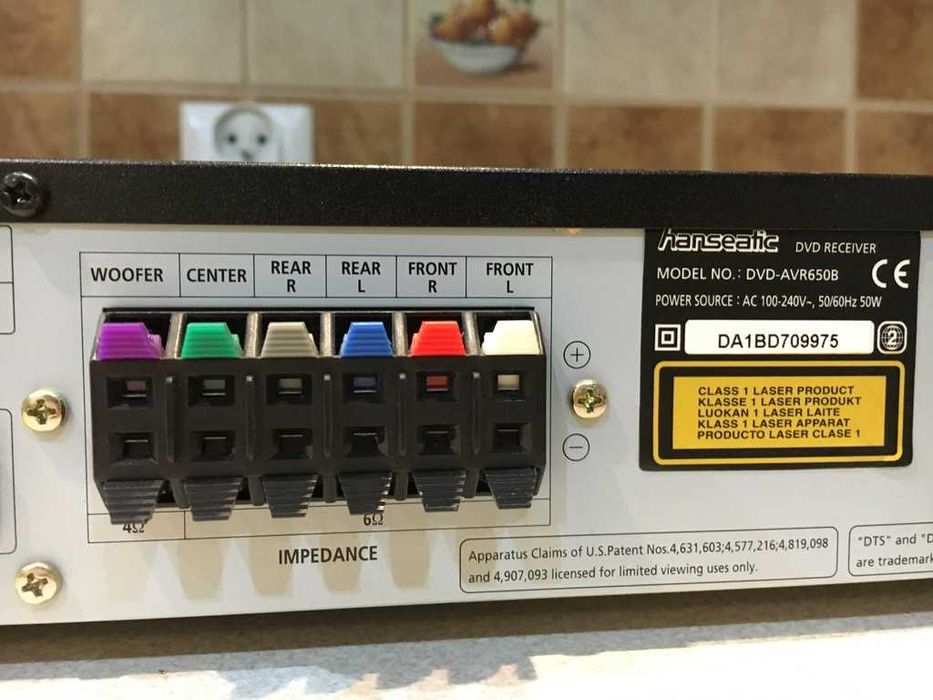 WOOFER
CENTER
REAR
R
REAR
L
FRONT
R
FRONT
L
+
−
4Ω
6Ω
IMPEDANCE
Hanseatic DVD RECEIVER
MODEL NO.: DVD-AVR650B CE
POWER SOURCE : AC 100-240V~, 50/60Hz 50W
DA1BD709975
2
CLASS 1 LASER PRODUCT
KLASSE 1 LASER PRODUKT
LUOKAN 1 LASER LAITE
KLASS 1 LASER APPARAT
PRODUCTO LASER CLASE 1
Apparatus Claims of U.S.Patent Nos.4,631,603;4,577,216;4,819,098
and 4,907,093 licensed for limited viewing uses only.
"DTS" and "D
are trademark